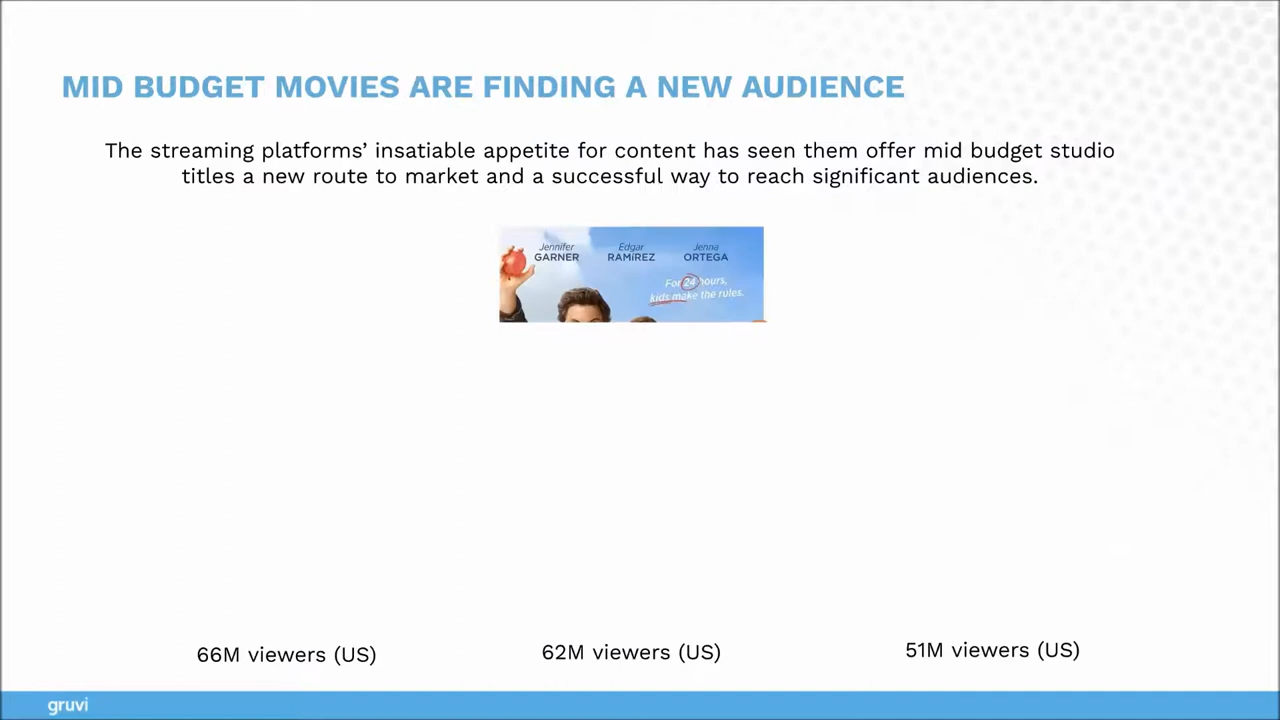 MID BUDGET MOVIES ARE FINDING A NEW AUDIENCE
The streaming platforms’ insatiable appetite for content has seen them offer mid budget studio
titles a new route to market and a successful way to reach significant audiences.
Jennifer GARNER
Edgar RAMÍREZ
Jenna ORTEGA
For 24 hours,
kids make the rules.
66M viewers (US)
62M viewers (US)
51M viewers (US)
gruvi